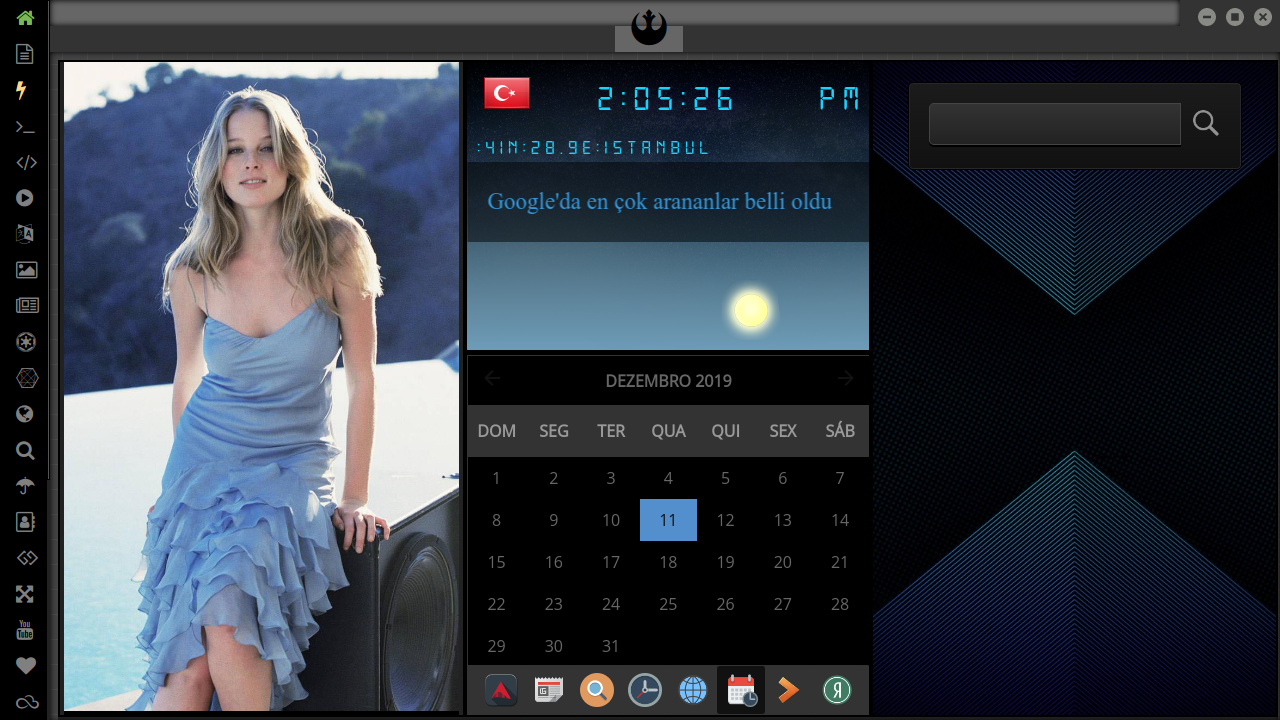 2:05:26 PM
:41N:28.9E:ISTANBUL
Google'da en çok arananlar belli oldu
DEZEMBRO 2019
DOM SEG TER QUA QUI SEX SÁB
1 2 3 4 5 6 7
8 9 10 11 12 13 14
15 16 17 18 19 20 21
22 23 24 25 26 27 28
29 30 31
You
Tube
Я